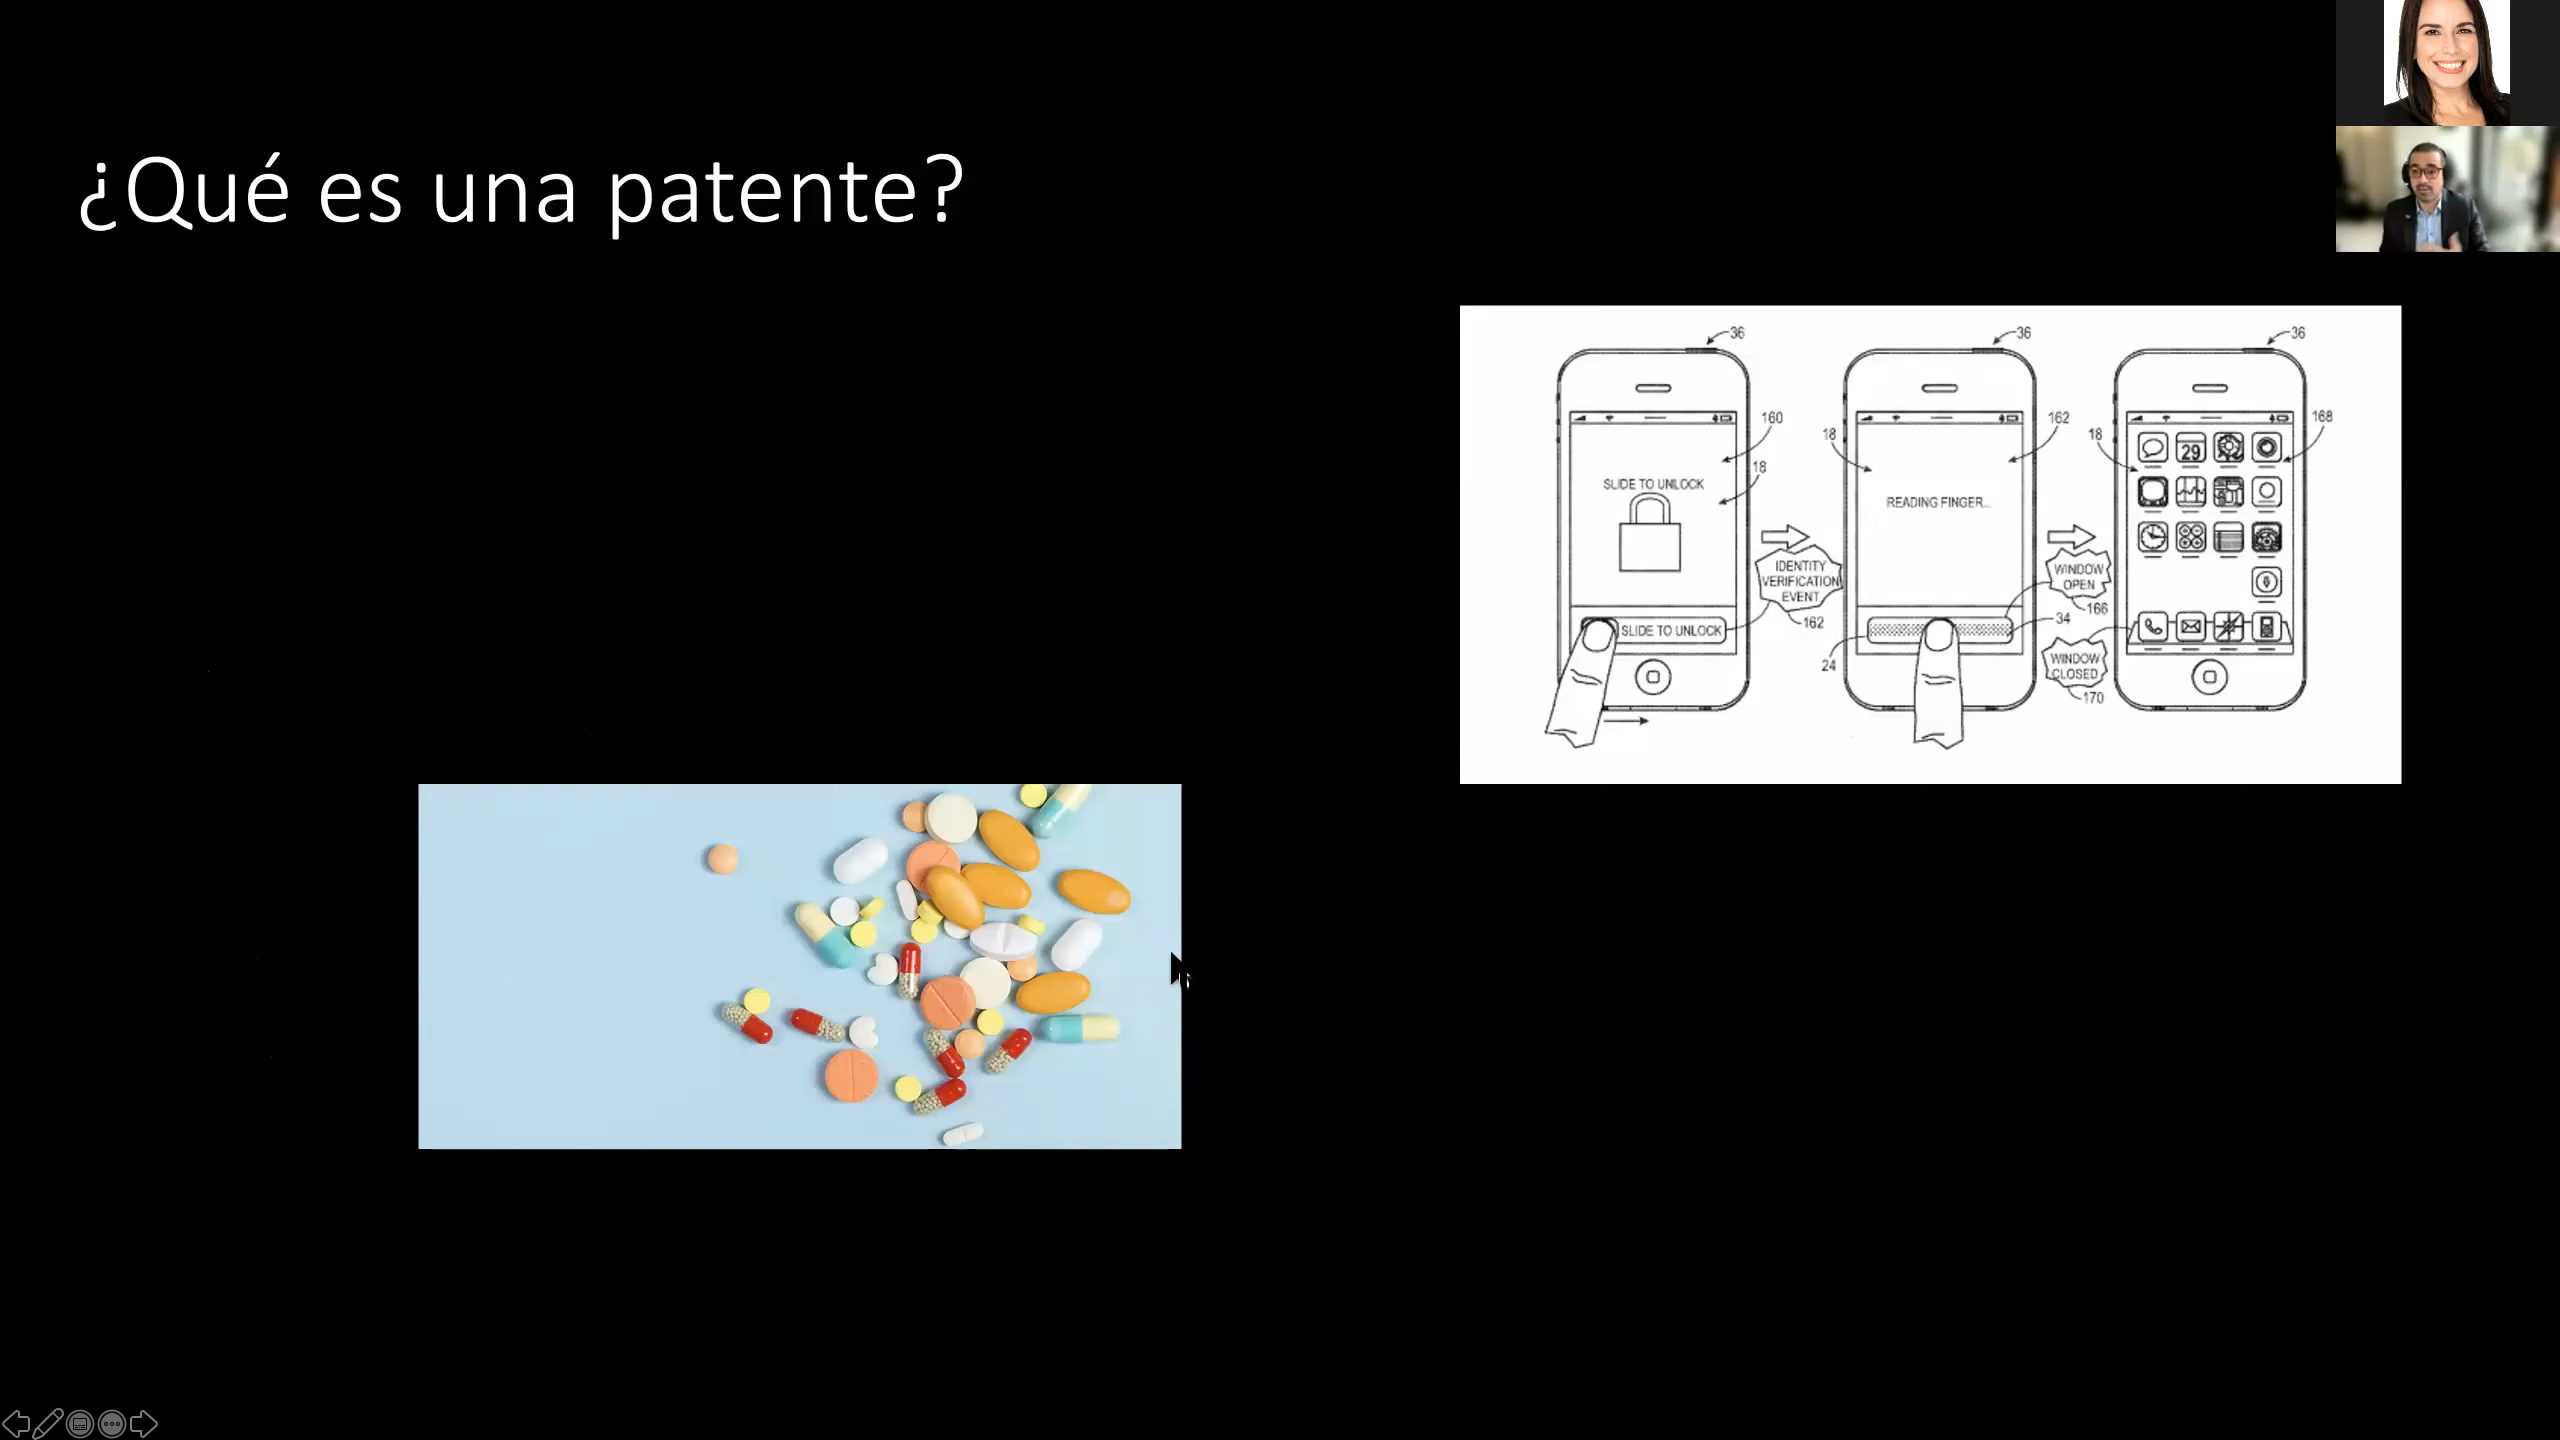 ¿Qué es una patente?
36
36
36
160
162
168
18
18
18
29
SLIDE TO UNLOCK
READING FINGER...
IDENTITY
VERIFICATION
EVENT
162
WINDOW
OPEN
166
SLIDE TO UNLOCK
34
24
WINDOW
CLOSED
170